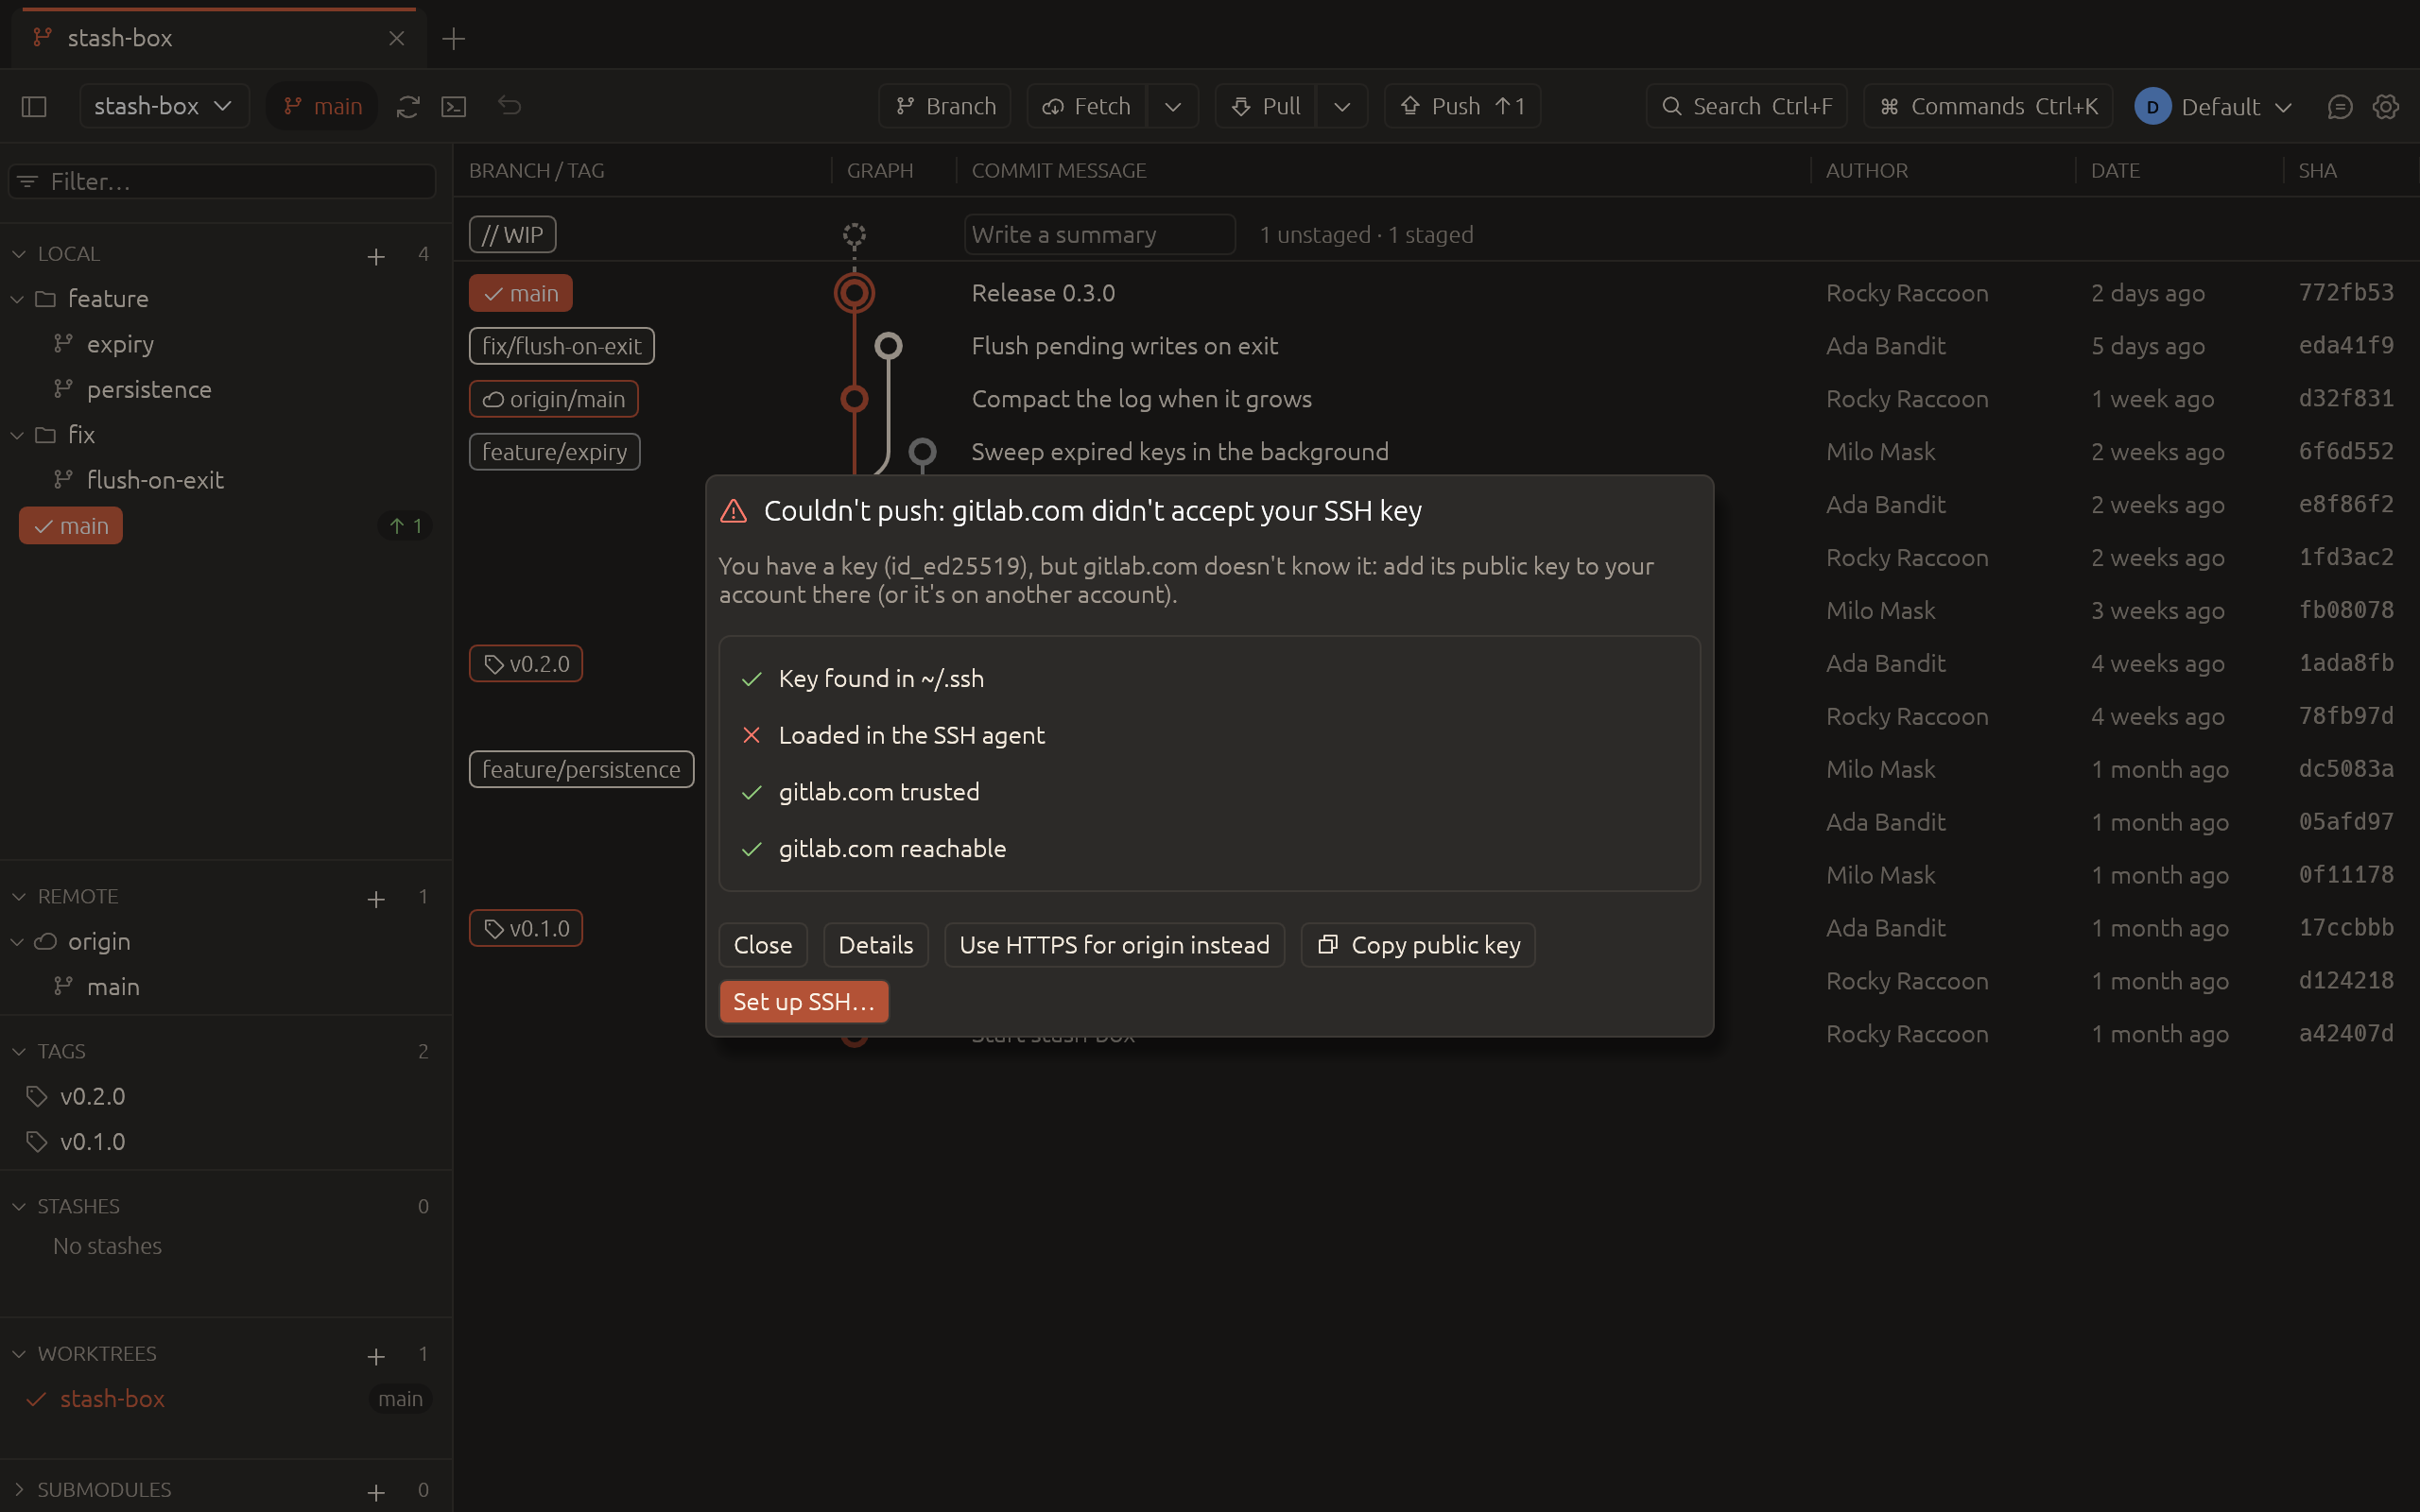 stash-box
stash-box
main
Branch
Fetch
Pull
Push ↑1
Search Ctrl+F
Commands Ctrl+K
D Default
Filter…
LOCAL 4
feature
expiry
persistence
fix
flush-on-exit
main ↑ 1
REMOTE 1
origin
main
TAGS 2
v0.2.0
v0.1.0
STASHES 0
No stashes
WORKTREES 1
stash-box main
SUBMODULES 0
BRANCH / TAG GRAPH COMMIT MESSAGE AUTHOR DATE SHA
// WIP Write a summary 1 unstaged · 1 staged
main Release 0.3.0 Rocky Raccoon 2 days ago 772fb53
fix/flush-on-exit Flush pending writes on exit Ada Bandit 5 days ago eda41f9
origin/main Compact the log when it grows Rocky Raccoon 1 week ago d32f831
feature/expiry Sweep expired keys in the background Milo Mask 2 weeks ago 6f6d552
Ada Bandit 2 weeks ago e8f86f2
Rocky Raccoon 2 weeks ago 1fd3ac2
Milo Mask 3 weeks ago fb08078
v0.2.0 Ada Bandit 4 weeks ago 1ada8fb
Rocky Raccoon 4 weeks ago 78fb97d
feature/persistence Milo Mask 1 month ago dc5083a
Ada Bandit 1 month ago 05afd97
Milo Mask 1 month ago 0f11178
v0.1.0 Ada Bandit 1 month ago 17ccbbb
Rocky Raccoon 1 month ago d124218
Start stash-box Rocky Raccoon 1 month ago a42407d
Couldn't push: gitlab.com didn't accept your SSH key
You have a key (id_ed25519), but gitlab.com doesn't know it: add its public key to your
account there (or it's on another account).
Key found in ~/.ssh
Loaded in the SSH agent
gitlab.com trusted
gitlab.com reachable
Close
Details
Use HTTPS for origin instead
Copy public key
Set up SSH…